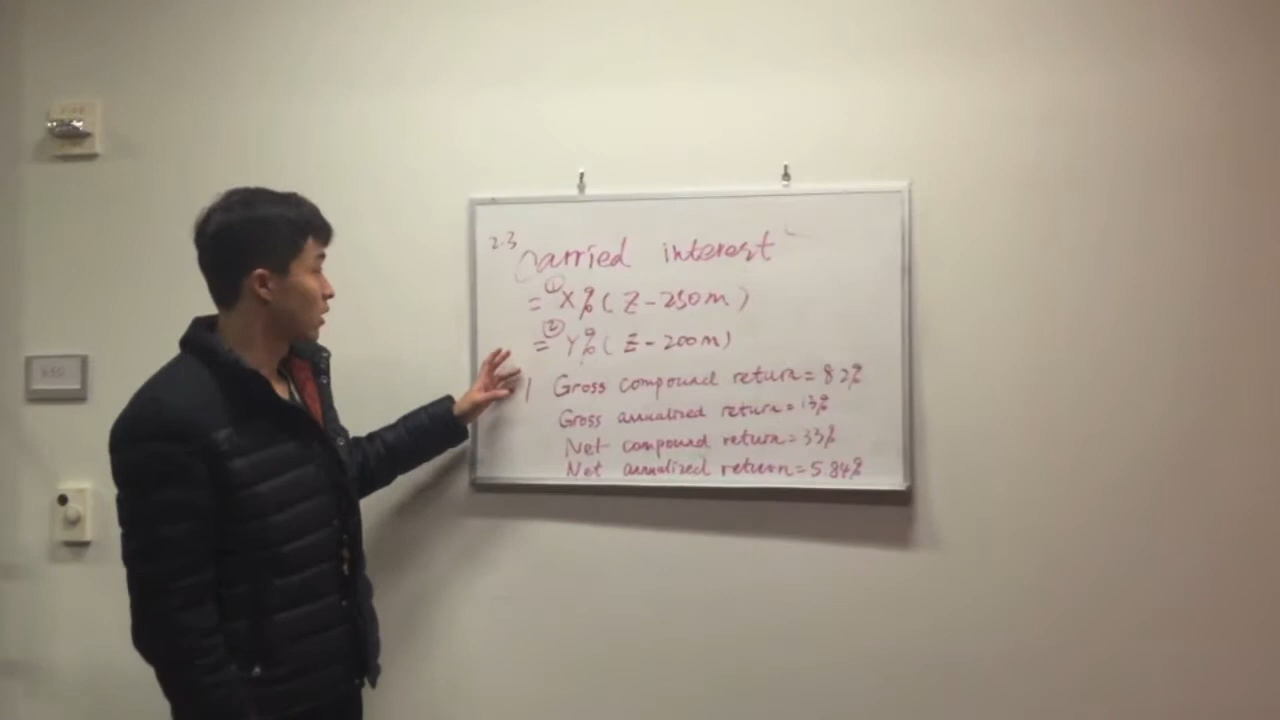 2.3
Carried interest
= ① X% ( Z - 250m )
= ② Y% ( Z - 200m )
Gross compound return = 82%
Gross annualized return = 13%
Net compound return = 33%
Net annulized return = 5.84%